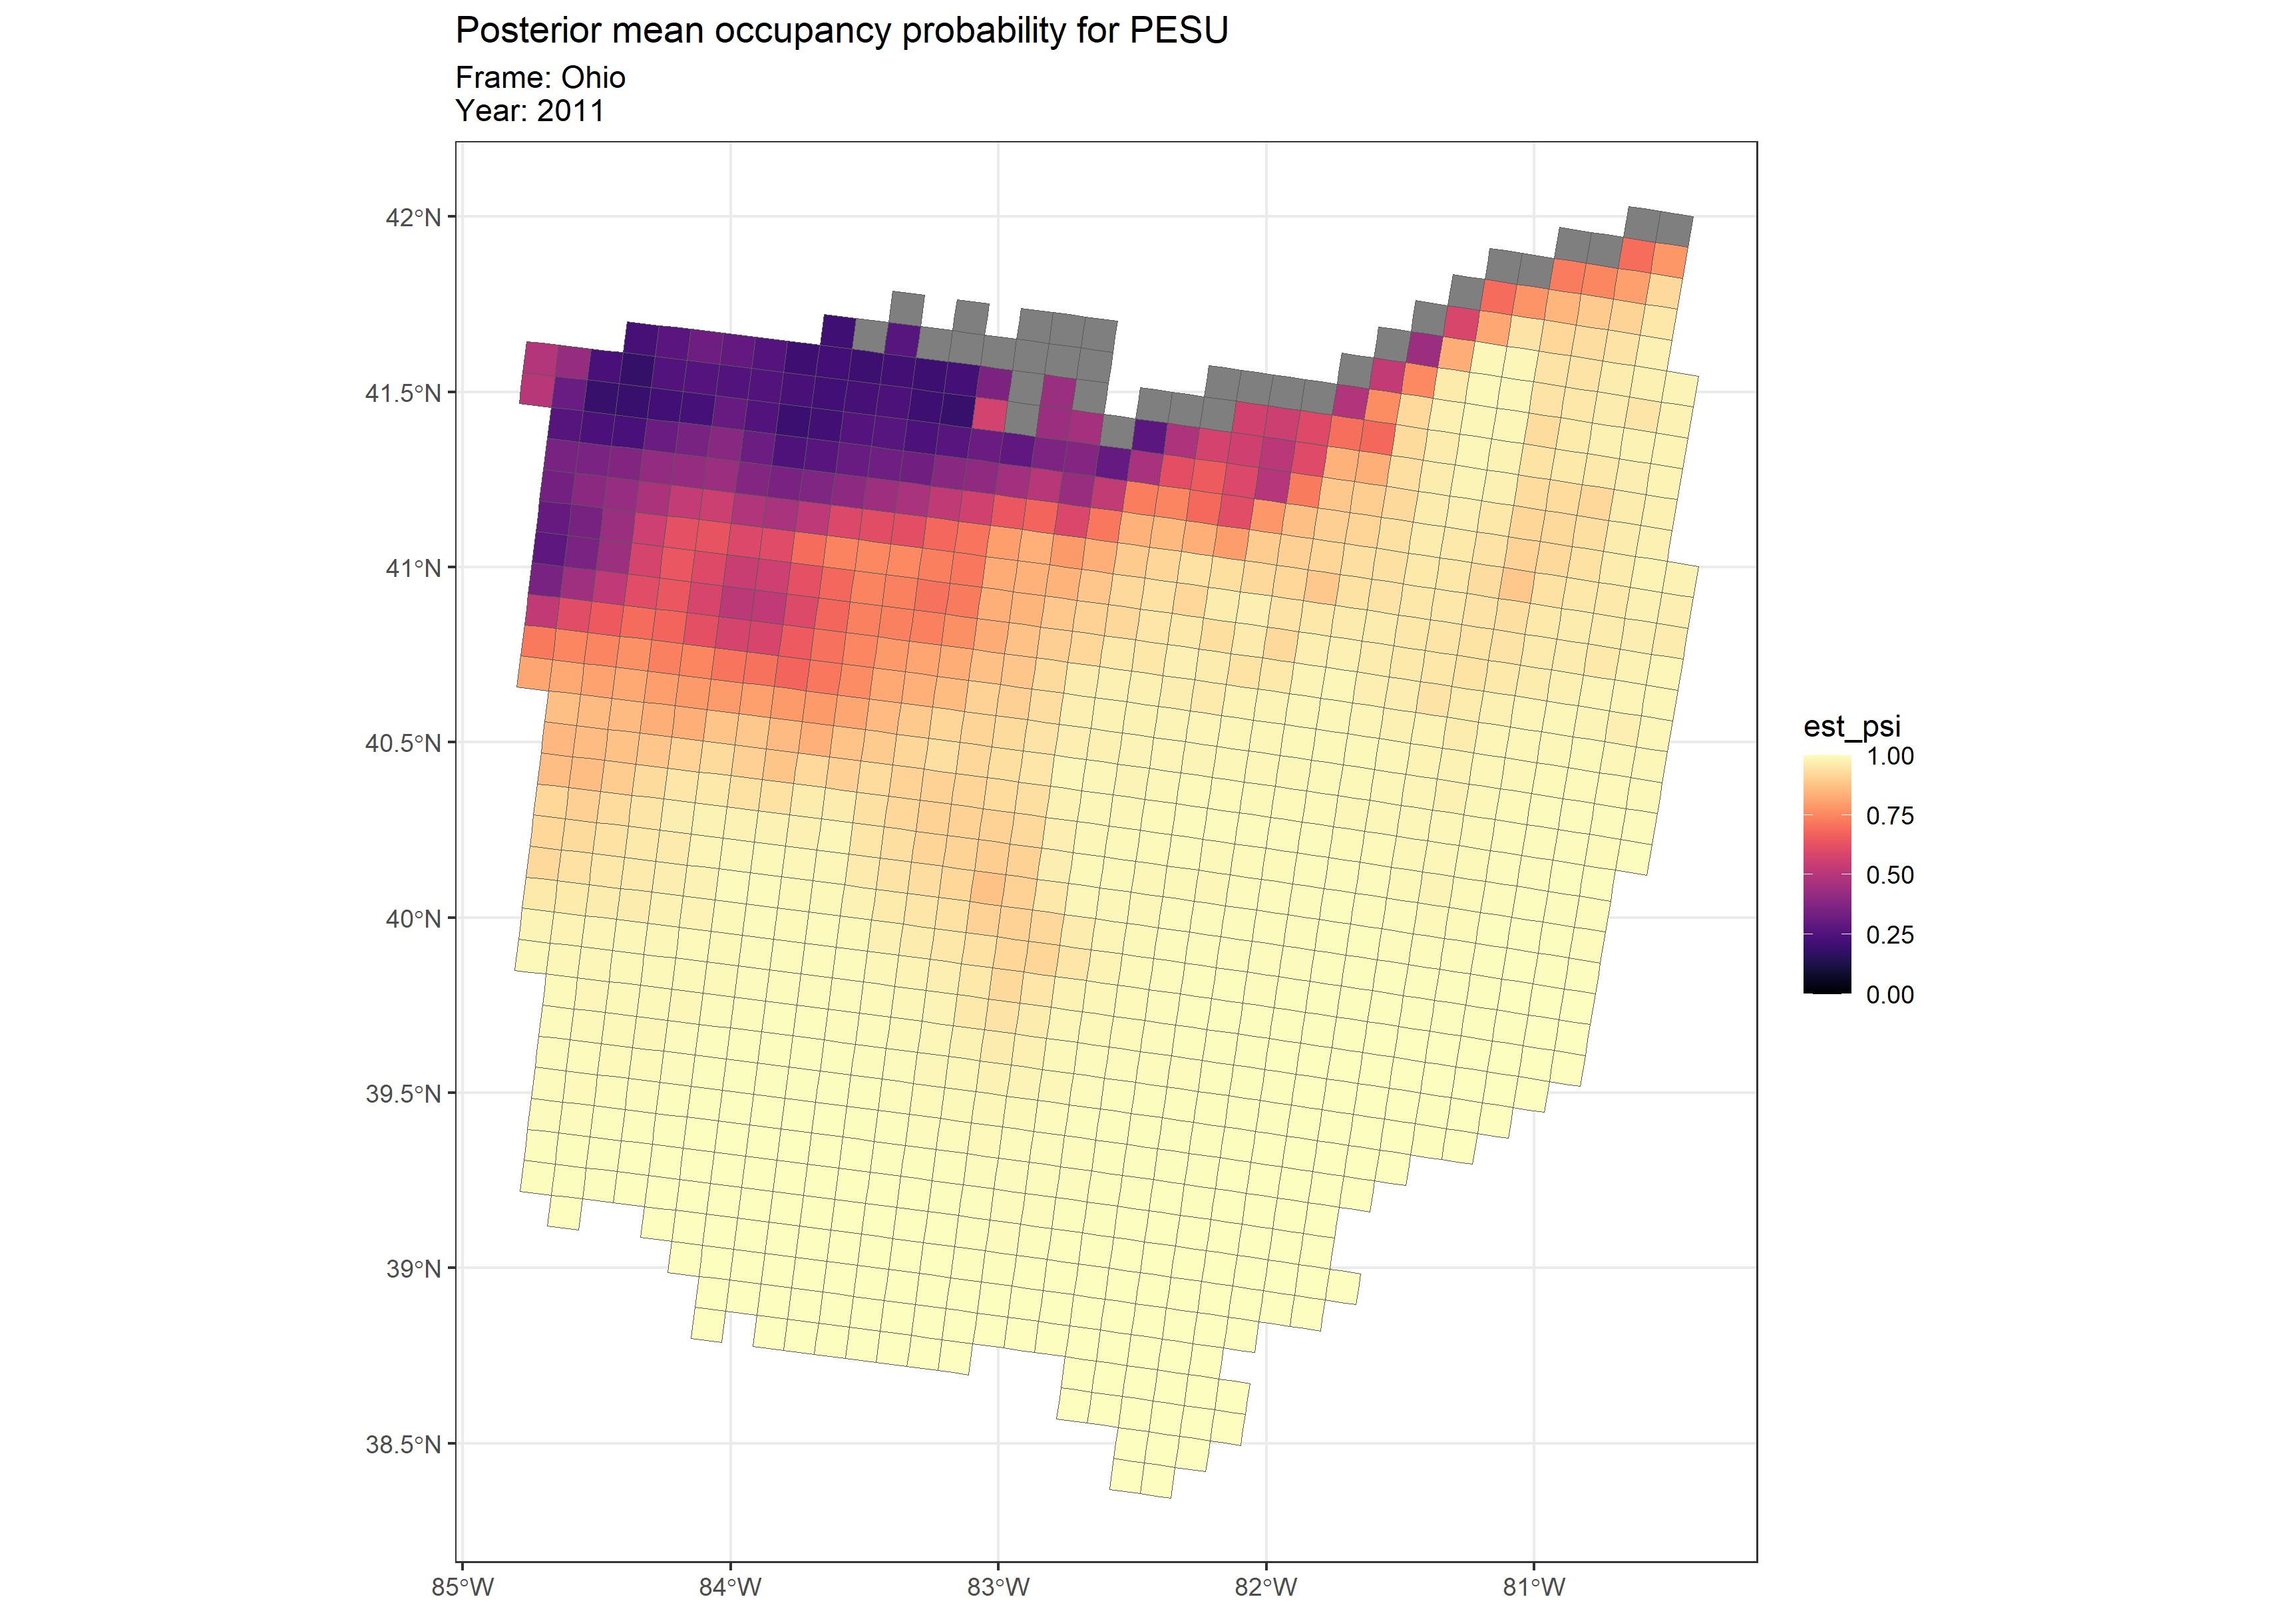 Posterior mean occupancy probability for PESU
Frame: Ohio
Year: 2011
42°N
41.5°N
41°N
40.5°N
40°N
39.5°N
39°N
38.5°N
85°W
84°W
83°W
82°W
81°W
est_psi
1.00
0.75
0.50
0.25
0.00